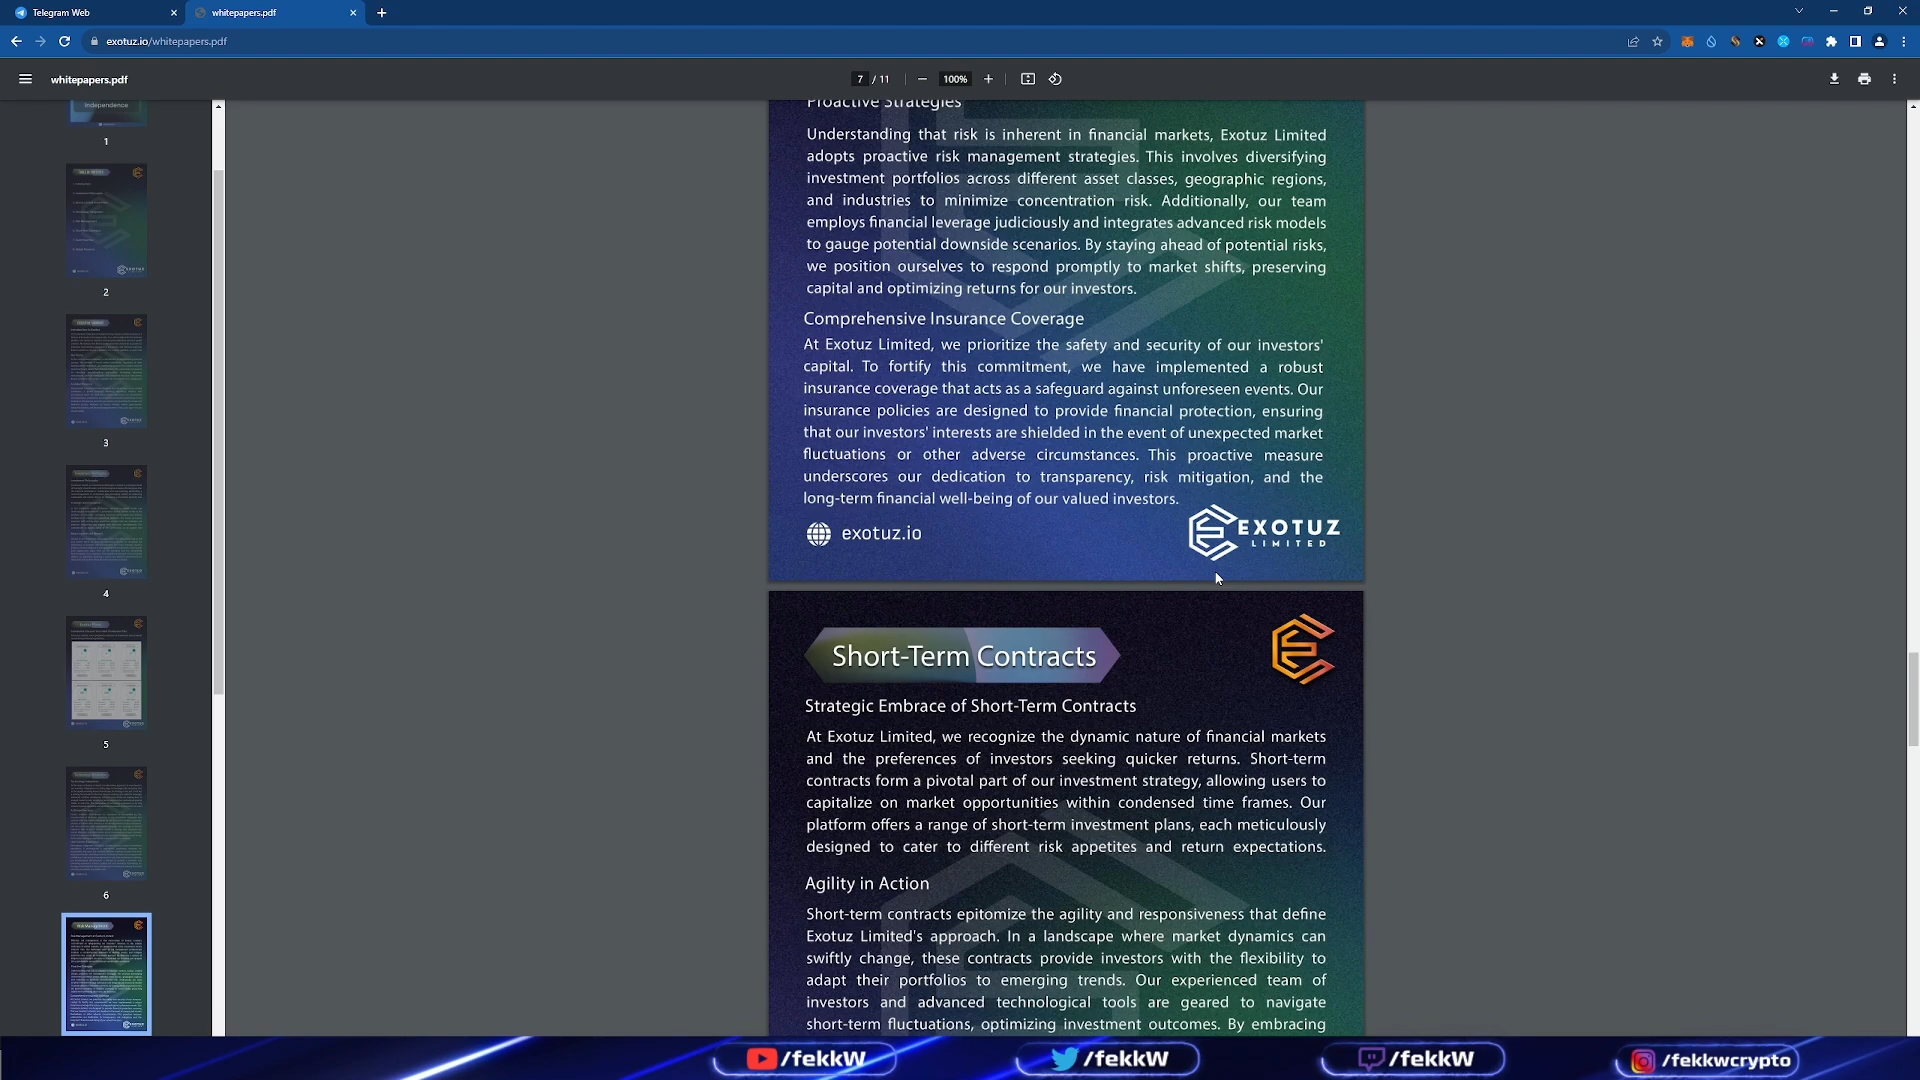 Telegram Web
whitepapers.pdf
exotuz.io/whitepapers.pdf
whitepapers.pdf
7 / 11
100%
Independence
1
2
3
4
5
6
Proactive Strategies
Understanding that risk is inherent in financial markets, Exotuz Limited
adopts proactive risk management strategies. This involves diversifying
investment portfolios across different asset classes, geographic regions,
and industries to minimize concentration risk. Additionally, our team
employs financial leverage judiciously and integrates advanced risk models
to gauge potential downside scenarios. By staying ahead of potential risks,
we position ourselves to respond promptly to market shifts, preserving
capital and optimizing returns for our investors.
Comprehensive Insurance Coverage
At Exotuz Limited, we prioritize the safety and security of our investors'
capital. To fortify this commitment, we have implemented a robust
insurance coverage that acts as a safeguard against unforeseen events. Our
insurance policies are designed to provide financial protection, ensuring
that our investors' interests are shielded in the event of unexpected market
fluctuations or other adverse circumstances. This proactive measure
underscores our dedication to transparency, risk mitigation, and the
long-term financial well-being of our valued investors.
exotuz.io
EXOTUZ
LIMITED
Short-Term Contracts
Strategic Embrace of Short-Term Contracts
At Exotuz Limited, we recognize the dynamic nature of financial markets
and the preferences of investors seeking quicker returns. Short-term
contracts form a pivotal part of our investment strategy, allowing users to
capitalize on market opportunities within condensed time frames. Our
platform offers a range of short-term investment plans, each meticulously
designed to cater to different risk appetites and return expectations.
Agility in Action
Short-term contracts epitomize the agility and responsiveness that define
Exotuz Limited's approach. In a landscape where market dynamics can
swiftly change, these contracts provide investors with the flexibility to
adapt their portfolios to emerging trends. Our experienced team of
investors and advanced technological tools are geared to navigate
short-term fluctuations, optimizing investment outcomes. By embracing
/fekkW
/fekkW
/fekkW
/fekkwcrypto